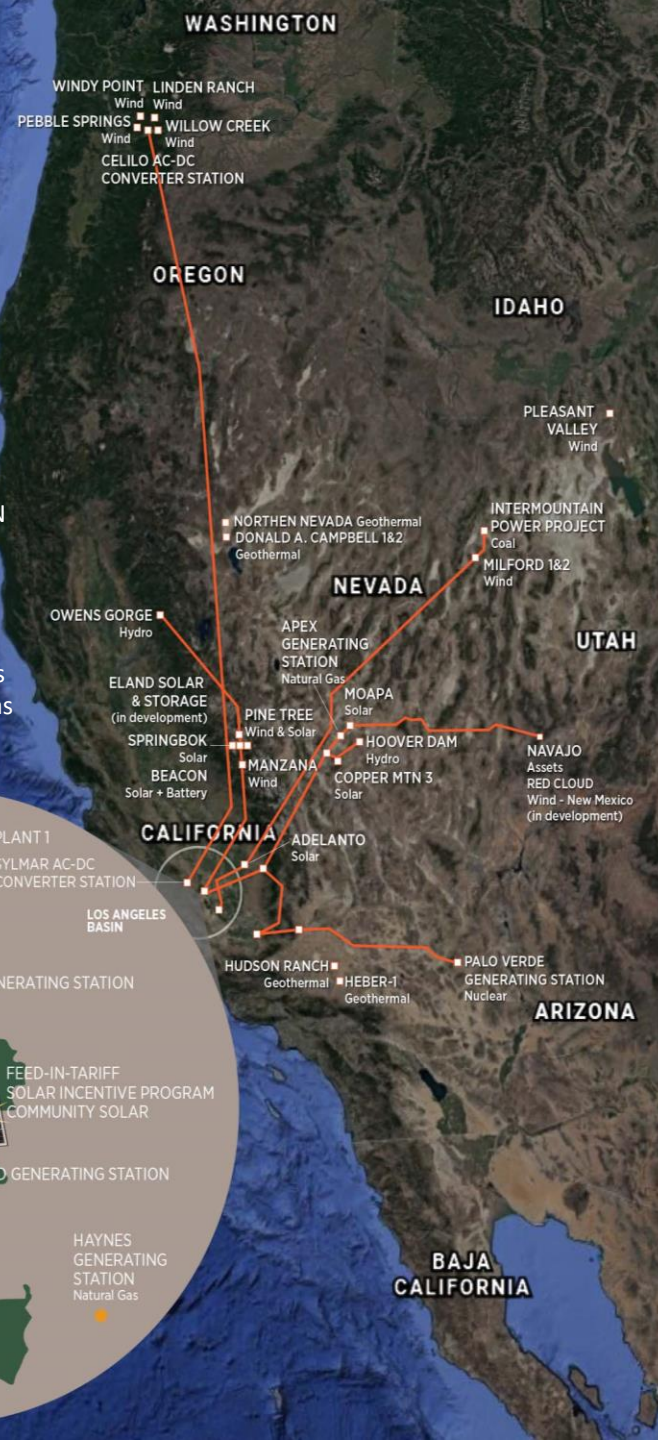 WASHINGTON
WINDY POINT
Wind
LINDEN RANCH
Wind
PEBBLE SPRINGS
Wind
WILLOW CREEK
Wind
CELILO AC-DC
CONVERTER STATION
OREGON
IDAHO
PLEASANT
VALLEY
Wind
N
NORTHEN NEVADA Geothermal
DONALD A. CAMPBELL 1&2
Geothermal
INTERMOUNTAIN
POWER PROJECT
Coal
MILFORD 1&2
Wind
NEVADA
OWENS GORGE
Hydro
APEX
GENERATING
STATION
Natural Gas
UTAH
s
as
ELAND SOLAR
& STORAGE
(in development)
MOAPA
Solar
PINE TREE
Wind & Solar
SPRINGBOK
Solar
HOOVER DAM
Hydro
NAVAJO
Assets
RED CLOUD
Wind - New Mexico
(in development)
BEACON
Solar + Battery
MANZANA
Wind
COPPER MTN 3
Solar
CALIFORNIA
PLANT 1
ADELANTO
Solar
SYLMAR AC-DC
CONVERTER STATION
LOS ANGELES
BASIN
HUDSON RANCH
Geothermal
HEBER-1
Geothermal
PALO VERDE
GENERATING STATION
Nuclear
NERATING STATION
ARIZONA
FEED-IN-TARIFF
SOLAR INCENTIVE PROGRAM
COMMUNITY SOLAR
GENERATING STATION
HAYNES
GENERATING
STATION
Natural Gas
BAJA
CALIFORNIA